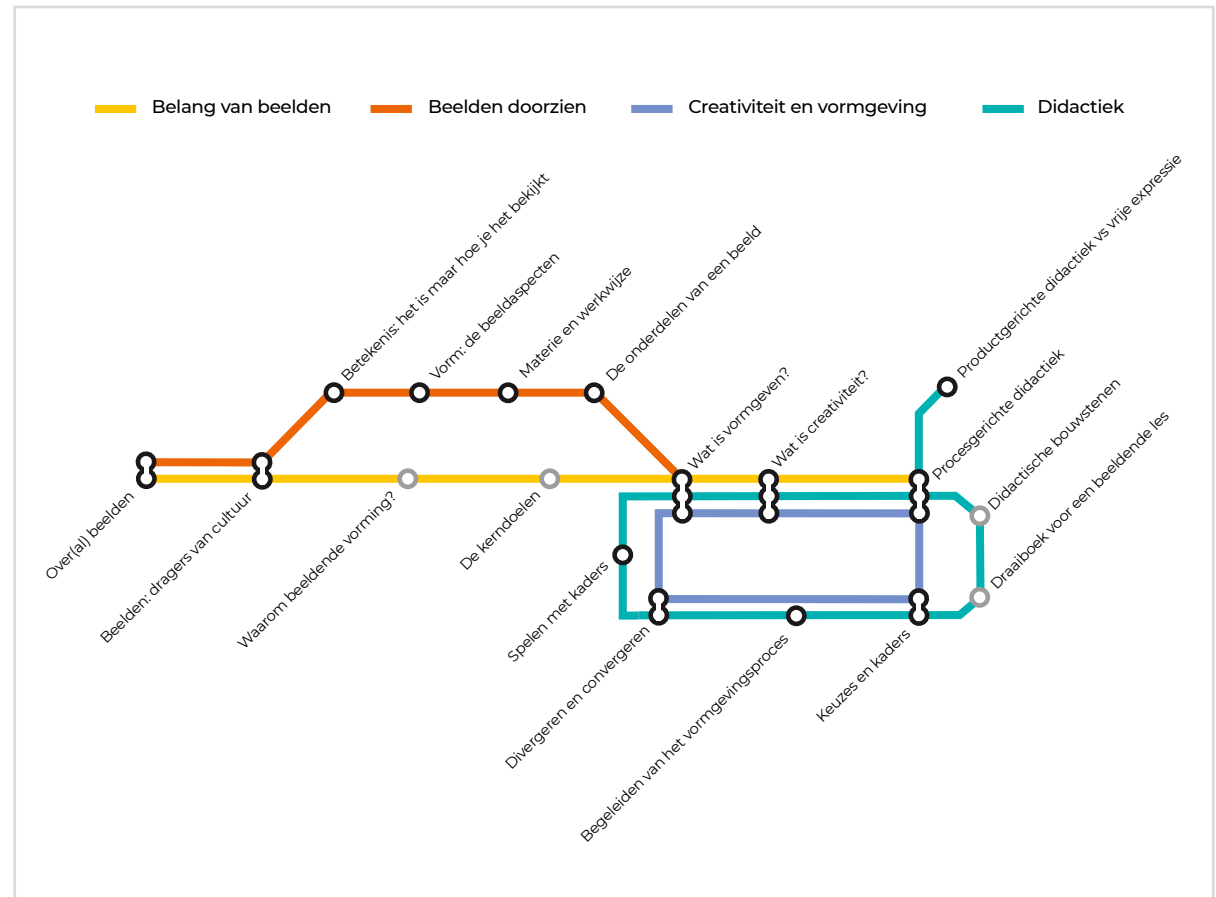 Belang van beelden
Beelden doorzien
Creativiteit en vormgeving
Didactiek
Over(al) beelden
Beelden: dragers van cultuur
Betekenis: het is maar hoe je het bekijkt
Vorm: de beeldaspecten
Materie en werkwijze
De onderdelen van een beeld
Waarom beeldende vorming?
De kerndoelen
Wat is vormgeven?
Wat is creativiteit?
Productgerichte didactiek vs vrije expressie
Procesgerichte didactiek
Didactische bouwstenen
Draaiboek voor een beeldende les
Spelen met kaders
Divergeren en convergeren
Begeleiden van het vormgevingsproces
Keuzes en kaders